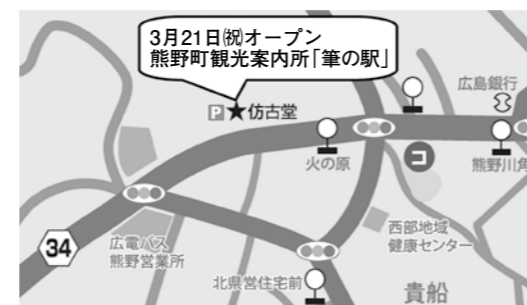 3月21日㈷オープン
熊野町観光案内所「筆の駅」
広島銀行
P★仿古堂
火の原
コ
熊野川角
34
広電バス
熊野営業所
西部地域
健康センター
北県営住宅前
貴船